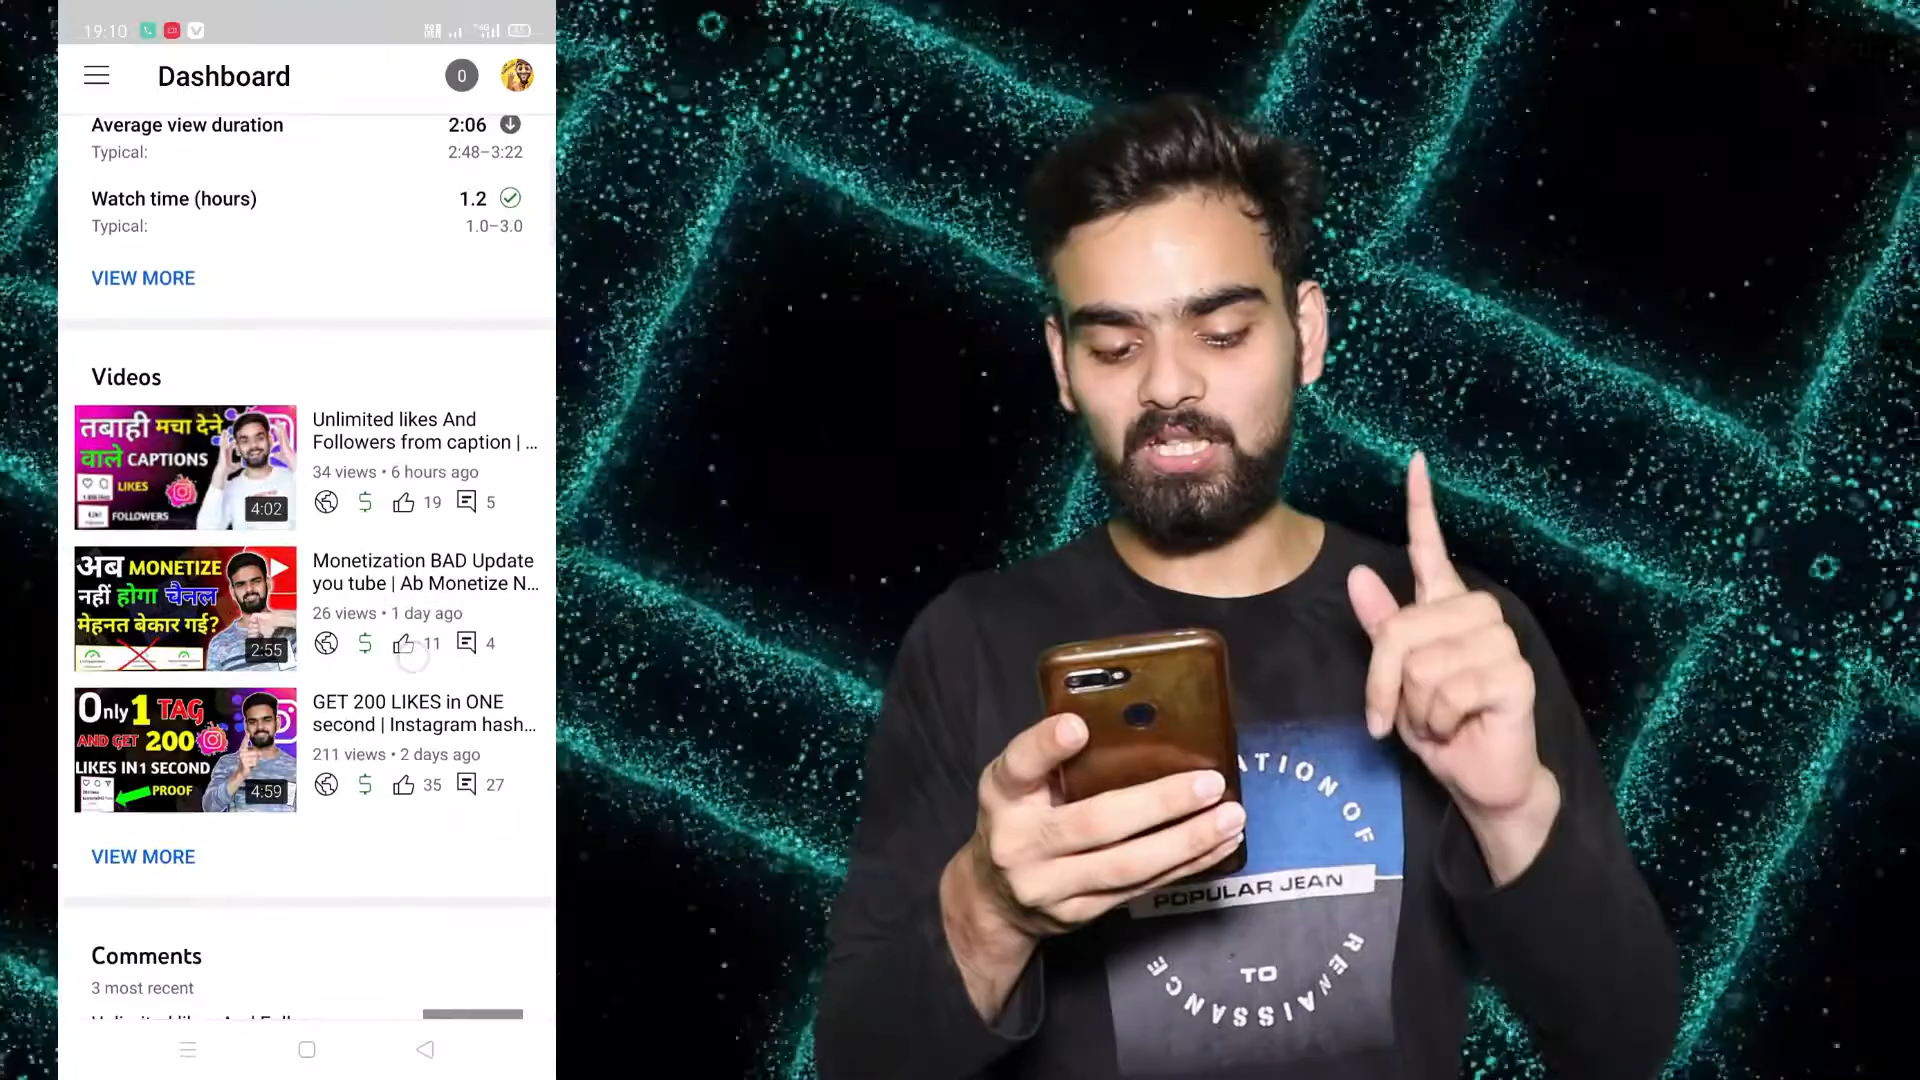 19:10
Dashboard
0
Average view duration
2:06
Typical:
2:48–3:22
Watch time (hours)
1.2
Typical:
1.0–3.0
VIEW MORE
Videos
तबाही मचा देने
वाले CAPTIONS
LIKES
FOLLOWERS
4:02
Unlimited likes And
Followers from caption | ...
34 views • 6 hours ago
19
5
अब MONETIZE
नहीं होगा चैनल
मेहनत बेकार गई?
2:55
Monetization BAD Update
you tube | Ab Monetize N...
26 views • 1 day ago
11
4
Only 1 TAG
AND GET 200
LIKES IN 1 SECOND
PROOF
4:59
GET 200 LIKES in ONE
second | Instagram hash...
211 views • 2 days ago
35
27
VIEW MORE
Comments
3 most recent
ATION OF
POPULAR JEAN
TO
RENAISSANCE